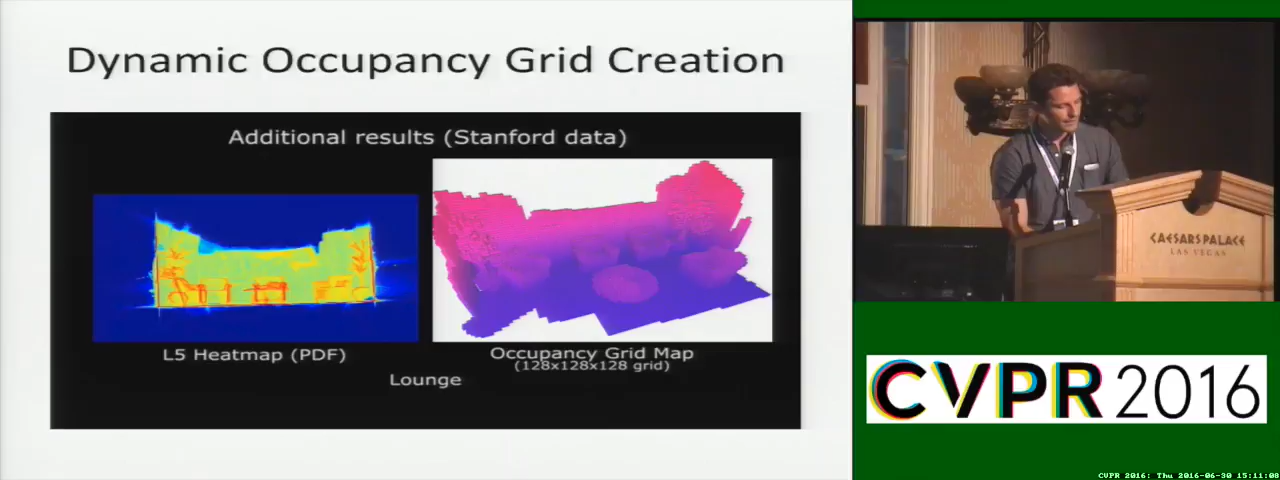 Dynamic Occupancy Grid Creation
Additional results (Stanford data)
L5 Heatmap (PDF)
Occupancy Grid Map
(128x128x128 grid)
Lounge
CAESARS PALACE
LAS VEGAS
CVPR 2016
CVPR 2016: Thu 2016-06-30 15:11:08